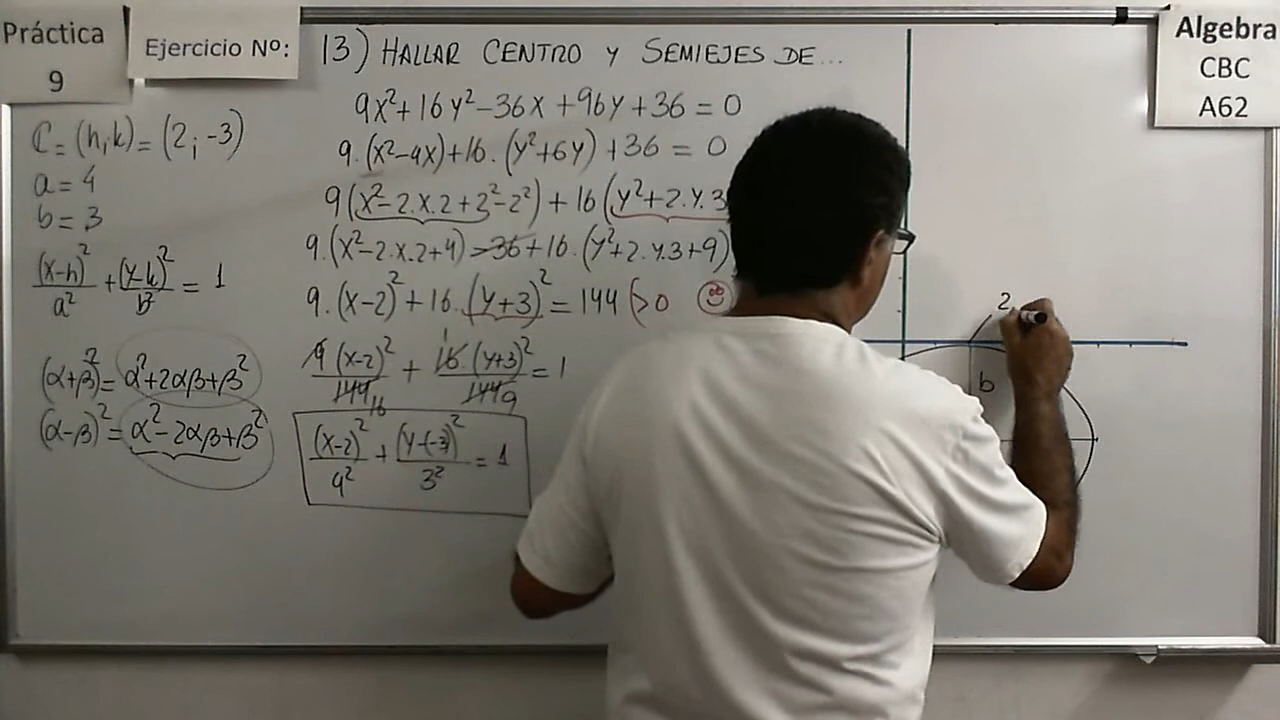 Práctica
9
Ejercicio Nº:
13) HALLAR CENTRO Y SEMIEJES DE...
Algebra
CBC
A62
C = (h,k) = (2;-3)
a = 4
b = 3
(x-h)²/a² + (y-k)²/b² = 1
(α+β)² = α²+2αβ+β²
(α-β)² = α²-2αβ+β²
9x²+16y²-36x+96y+36 = 0
9.(x²-4x)+16.(y²+6y)+36 = 0
9(x²-2.x.2+2²-2²)+16(y²+2.y.3
9.(x²-2.x.2+4)-36+16.(y²+2.y.3+9)
9.(x-2)²+16.(y+3)² = 144 (>0
9(x-2)²/144 16 + 16.(y+3)²/144 9 = 1
1
(x-2)²/4² + (y-(-3))²/3² = 1
2
b